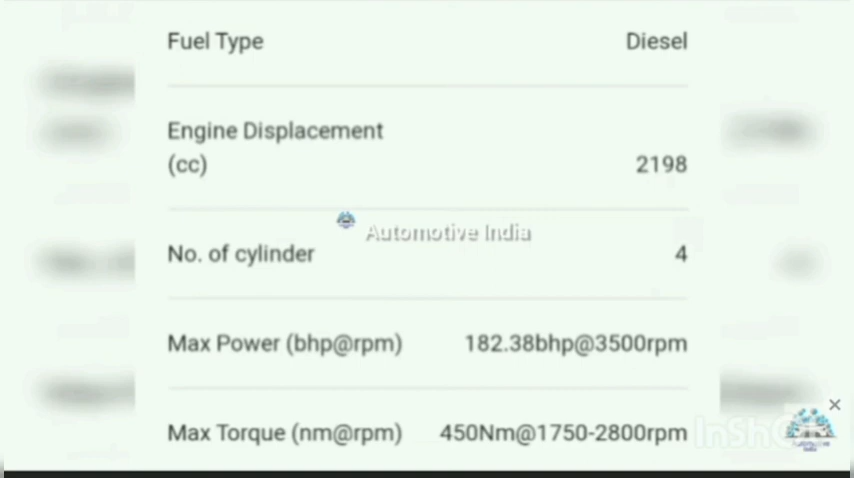 Fuel Type Diesel
Engine Displacement
(cc) 2198
Automotive India
No. of cylinder 4
Max Power (bhp@rpm) 182.38bhp@3500rpm
Max Torque (nm@rpm) 450Nm@1750-2800rpm